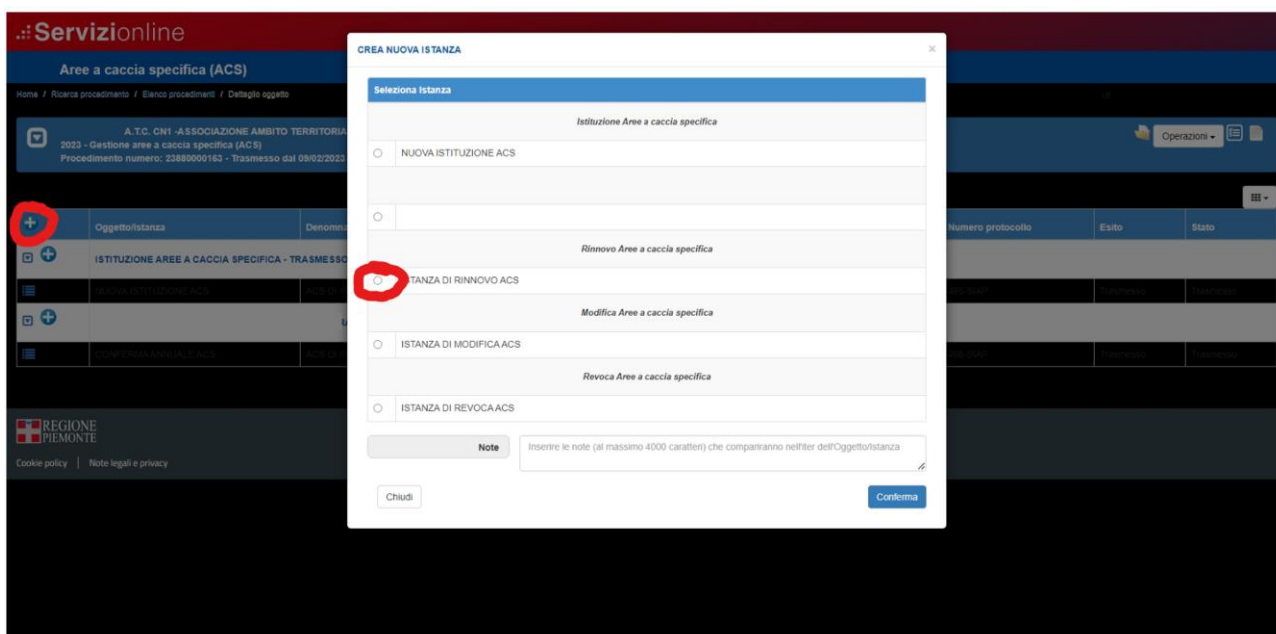 .::Servizionline
Aree a caccia specifica (ACS)
Home / Ricerca procedimento / Elenco procedimenti / Dettaglio oggetto
A.T.C. CN1 -ASSOCIAZIONE AMBITO TERRITORIA
2023 - Gestione aree a caccia specifica (ACS)
Procedimento numero: 23880000163 - Trasmesso dal 09/02/2023
Operazioni
Oggetto/Istanza
Numero protocollo Esito Stato
ISTITUZIONE AREE A CACCIA SPECIFICA - TRASMESSO
NUOVA ISTITUZIONE ACS Trasmesso Trasmesso
CONFERMA ANNUALE ACS Trasmesso Trasmesso
CREA NUOVA ISTANZA ×
Seleziona Istanza
Istituzione Aree a caccia specifica
NUOVA ISTITUZIONE ACS
Rinnovo Aree a caccia specifica
STANZA DI RINNOVO ACS
Modifica Aree a caccia specifica
ISTANZA DI MODIFICA ACS
Revoca Aree a caccia specifica
ISTANZA DI REVOCA ACS
Note Inserire le note (al massimo 4000 caratteri) che compariranno nell'iter dell'Oggetto/Istanza
Chiudi Conferma
REGIONE
PIEMONTE
Cookie policy | Note legali e privacy